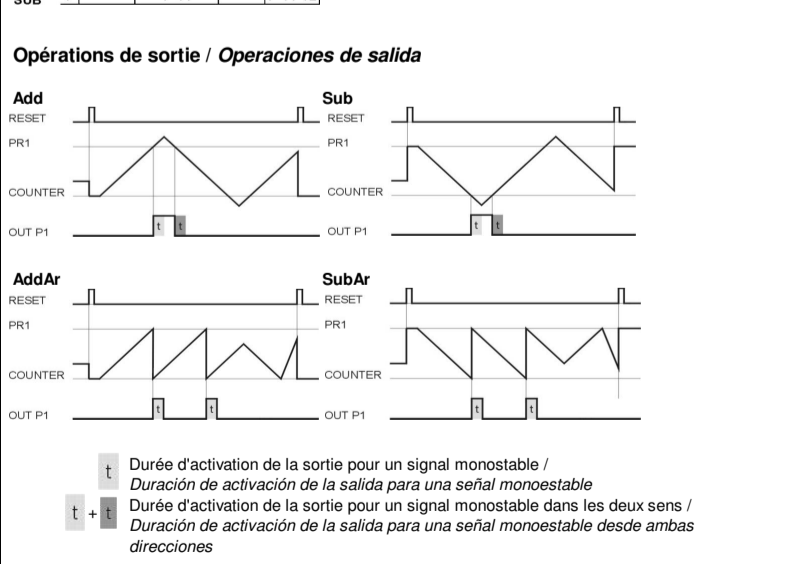 SUB
Opérations de sortie / Operaciones de salida
Add
RESET
PR1
COUNTER
OUT P1
t t
Sub
RESET
PR1
COUNTER
OUT P1
t t
AddAr
RESET
PR1
COUNTER
OUT P1
t t
SubAr
RESET
PR1
COUNTER
OUT P1
t t
t Durée d'activation de la sortie pour un signal monostable /
Duración de activación de la salida para una señal monoestable
t + t Durée d'activation de la sortie pour un signal monostable dans les deux sens /
Duración de activación de la salida para una señal monoestable desde ambas
direcciones